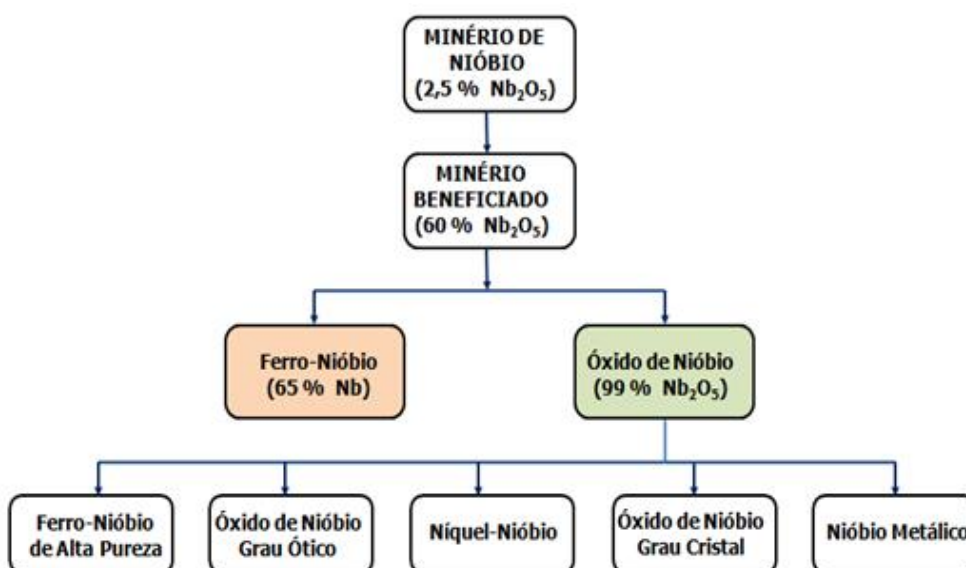 MINÉRIO DE
NIÓBIO
(2,5 % Nb₂O₅)
MINÉRIO
BENEFICIADO
(60 % Nb₂O₅)
Ferro-Nióbio
(65 % Nb)
Óxido de Nióbio
(99 % Nb₂O₅)
Ferro-Nióbio
de Alta Pureza
Óxido de Nióbio
Grau Ótico
Níquel-Nióbio
Óxido de Nióbio
Grau Cristal
Nióbio Metálico